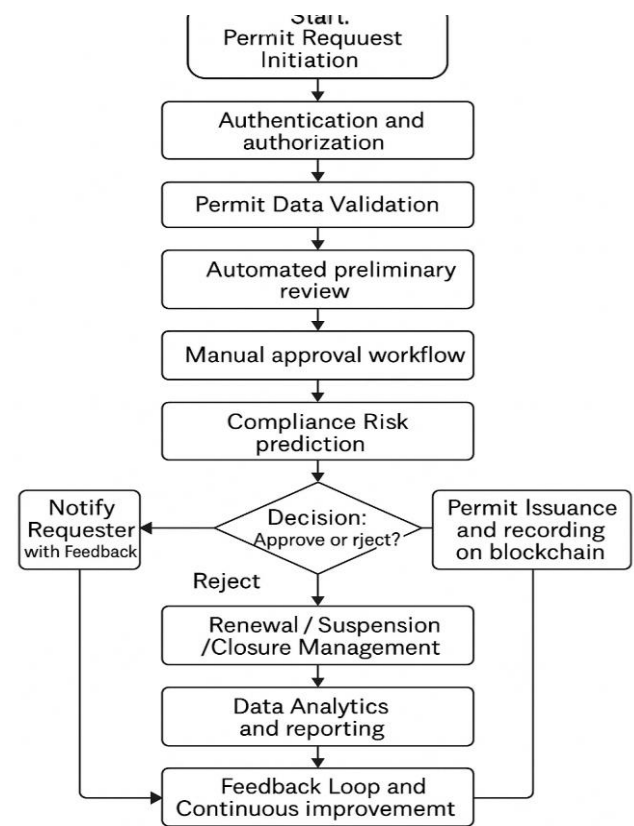 Start:
Permit Requuest
Initiation
Authentication and
authorization
Permit Data Validation
Automated preliminary
review
Manual approval workflow
Compliance Risk
prediction
Notify
Requester
with Feedback
Decision:
Approve or rject?
Permit Issuance
and recording
on blockchain
Reject
Renewal / Suspension
/Closure Management
Data Analytics
and reporting
Feedback Loop and
Continuous improvememt